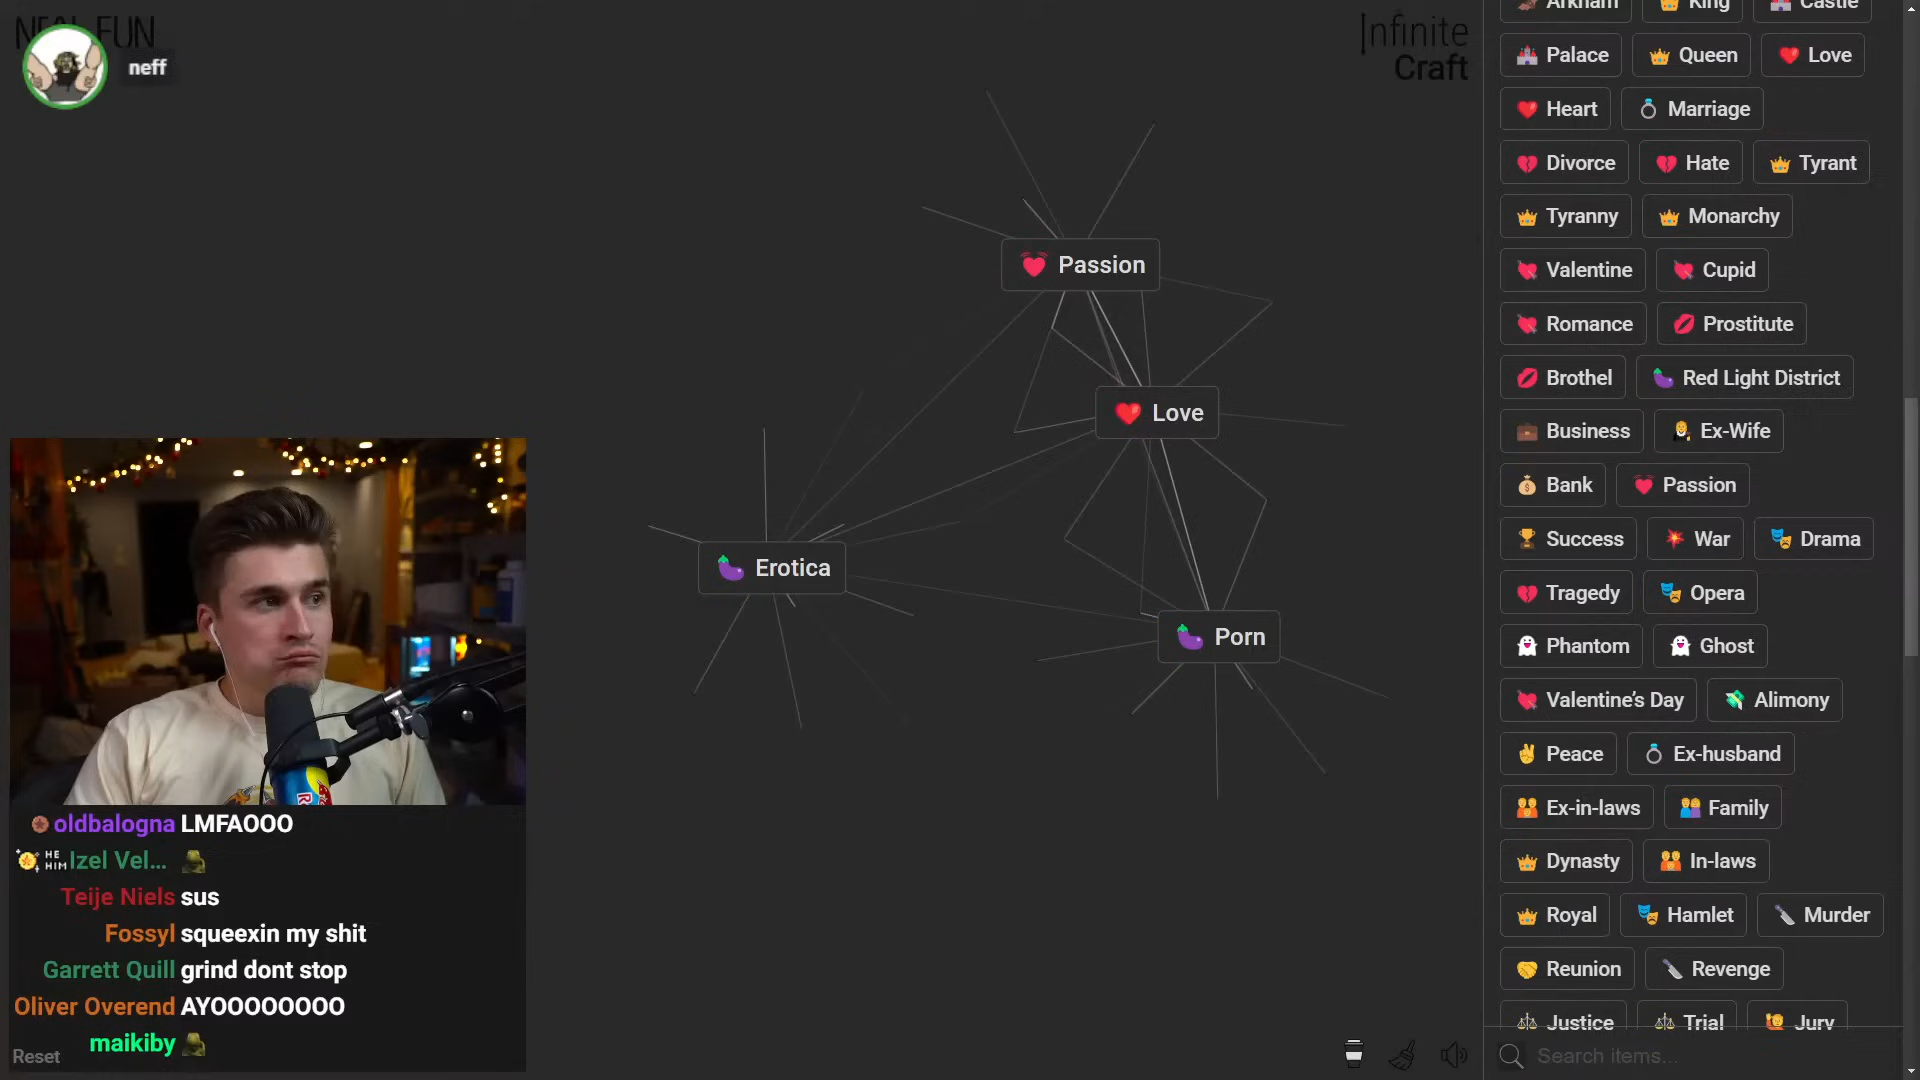 NEAL.FUN
neff
Infinite
Craft
Passion
Love
Erotica
Porn
Arkham King Castle
Palace Queen Love
Heart Marriage
Divorce Hate Tyrant
Tyranny Monarchy
Valentine Cupid
Romance Prostitute
Brothel Red Light District
Business Ex-Wife
Bank Passion
Success War Drama
Tragedy Opera
Phantom Ghost
Valentine’s Day Alimony
Peace Ex-husband
Ex-in-laws Family
Dynasty In-laws
Royal Hamlet Murder
Reunion Revenge
Justice Trial Jury
Search items...
oldbalogna LMFAOOO
HE HIM Izel Vel...
Teije Niels sus
Fossyl squeexin my shit
Garrett Quill grind dont stop
Oliver Overend AYOOOOOOOO
maikiby
Reset